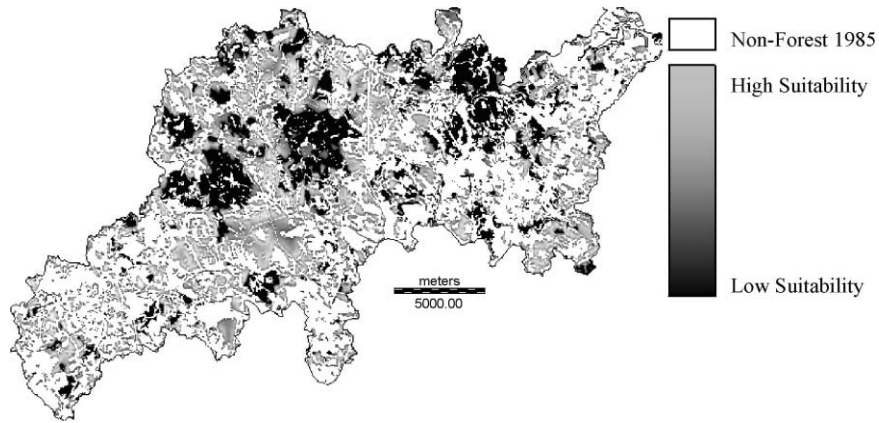 Non-Forest 1985
High Suitability
meters
5000.00
Low Suitability